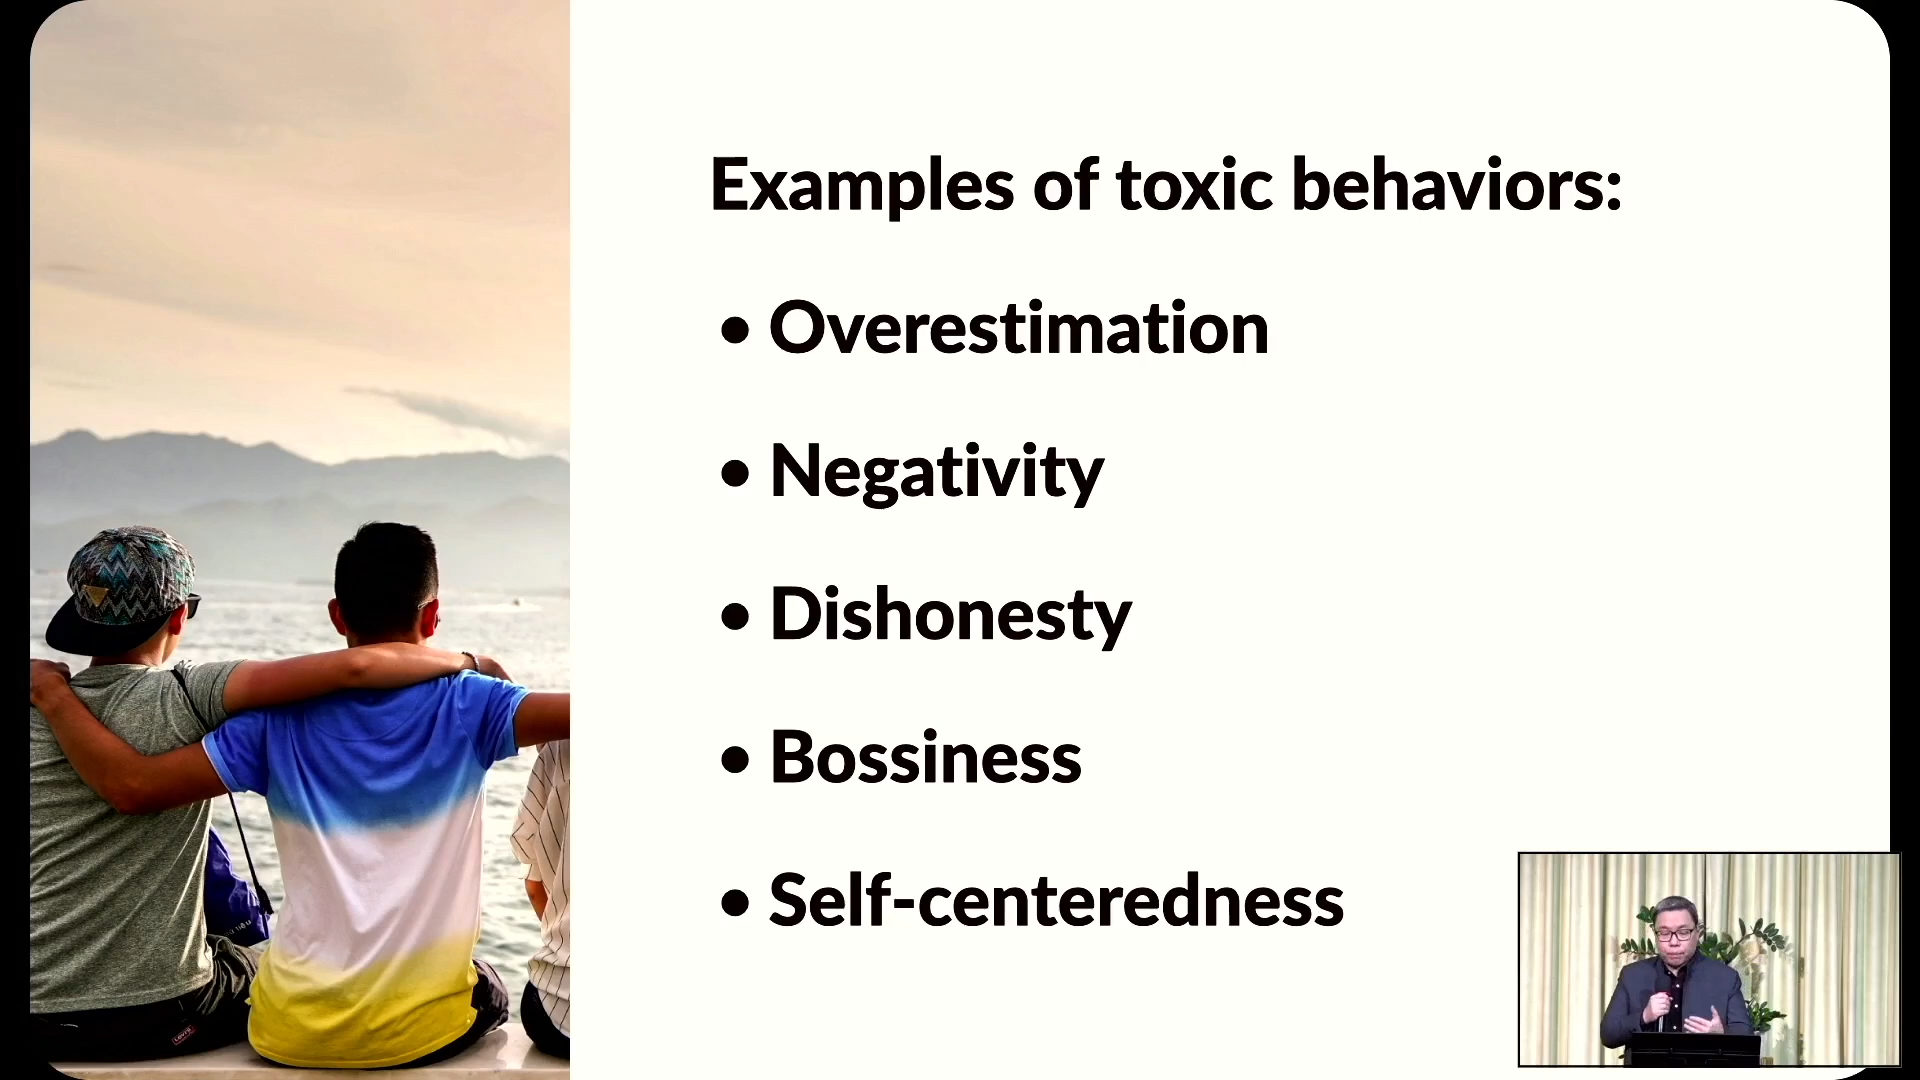 Examples of toxic behaviors:
• Overestimation
• Negativity
• Dishonesty
• Bossiness
• Self-centeredness